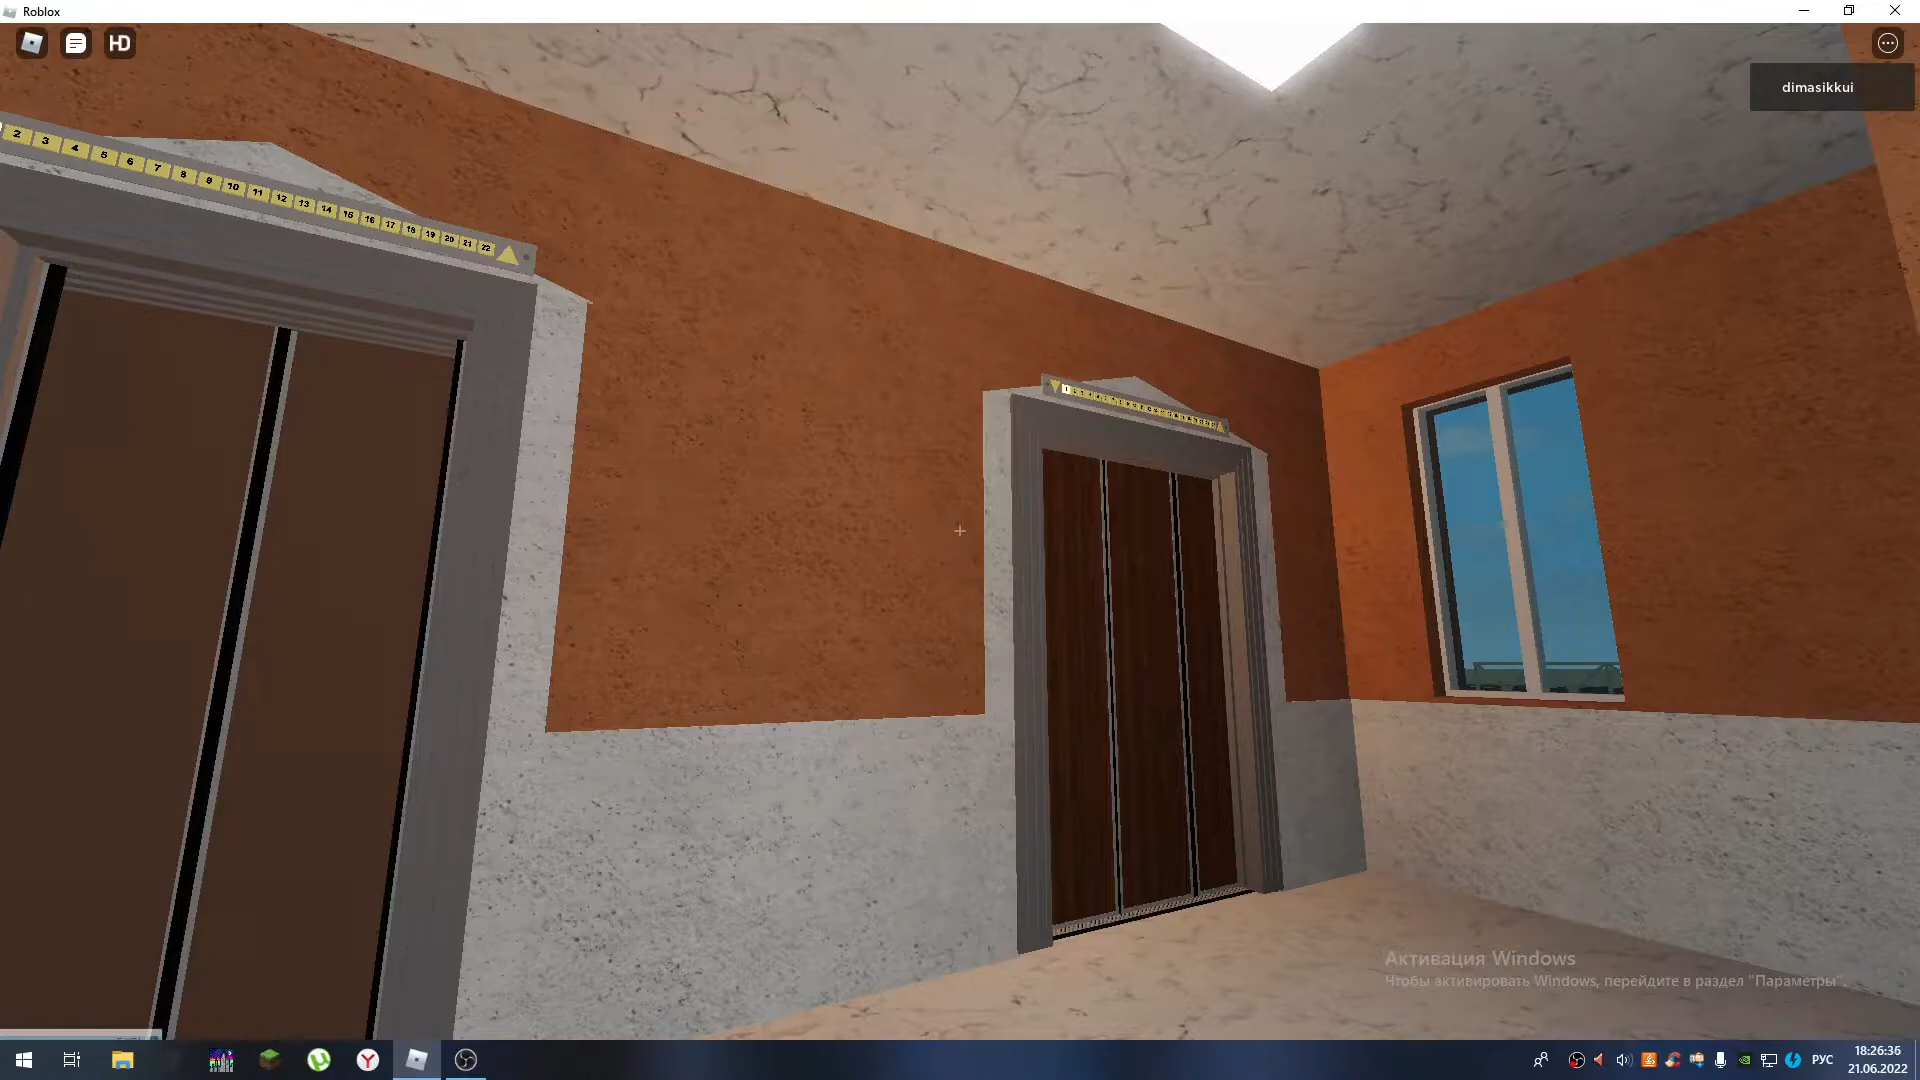 Roblox
HD
dimasikkui
2 3 4 5 6 7 8 9 10 11 12 13 14 15 16 17 18 19 20 21 22
1
Активация Windows
Чтобы активировать Windows, перейдите в раздел "Параметры".
РУС
18:26:36
21.06.2022